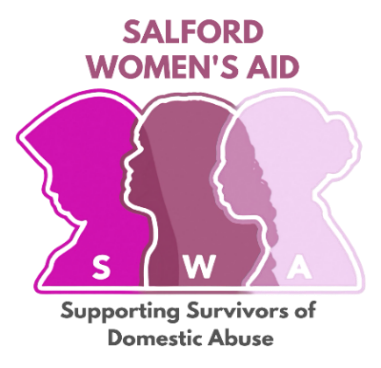 SALFORD
WOMEN'S AID
S W A
Supporting Survivors of
Domestic Abuse